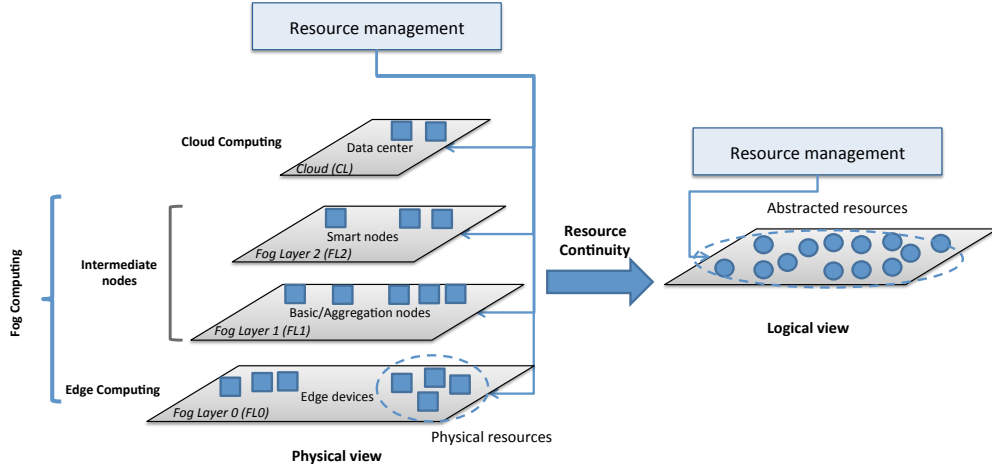 Resource management
Cloud Computing
Data center
Cloud (CL)
Smart nodes
Fog Layer 2 (FL2)
Intermediate
nodes
Fog Computing
Basic/Aggregation nodes
Fog Layer 1 (FL1)
Edge Computing
Edge devices
Fog Layer 0 (FL0)
Physical resources
Physical view
Resource
Continuity
Resource management
Abstracted resources
Logical view